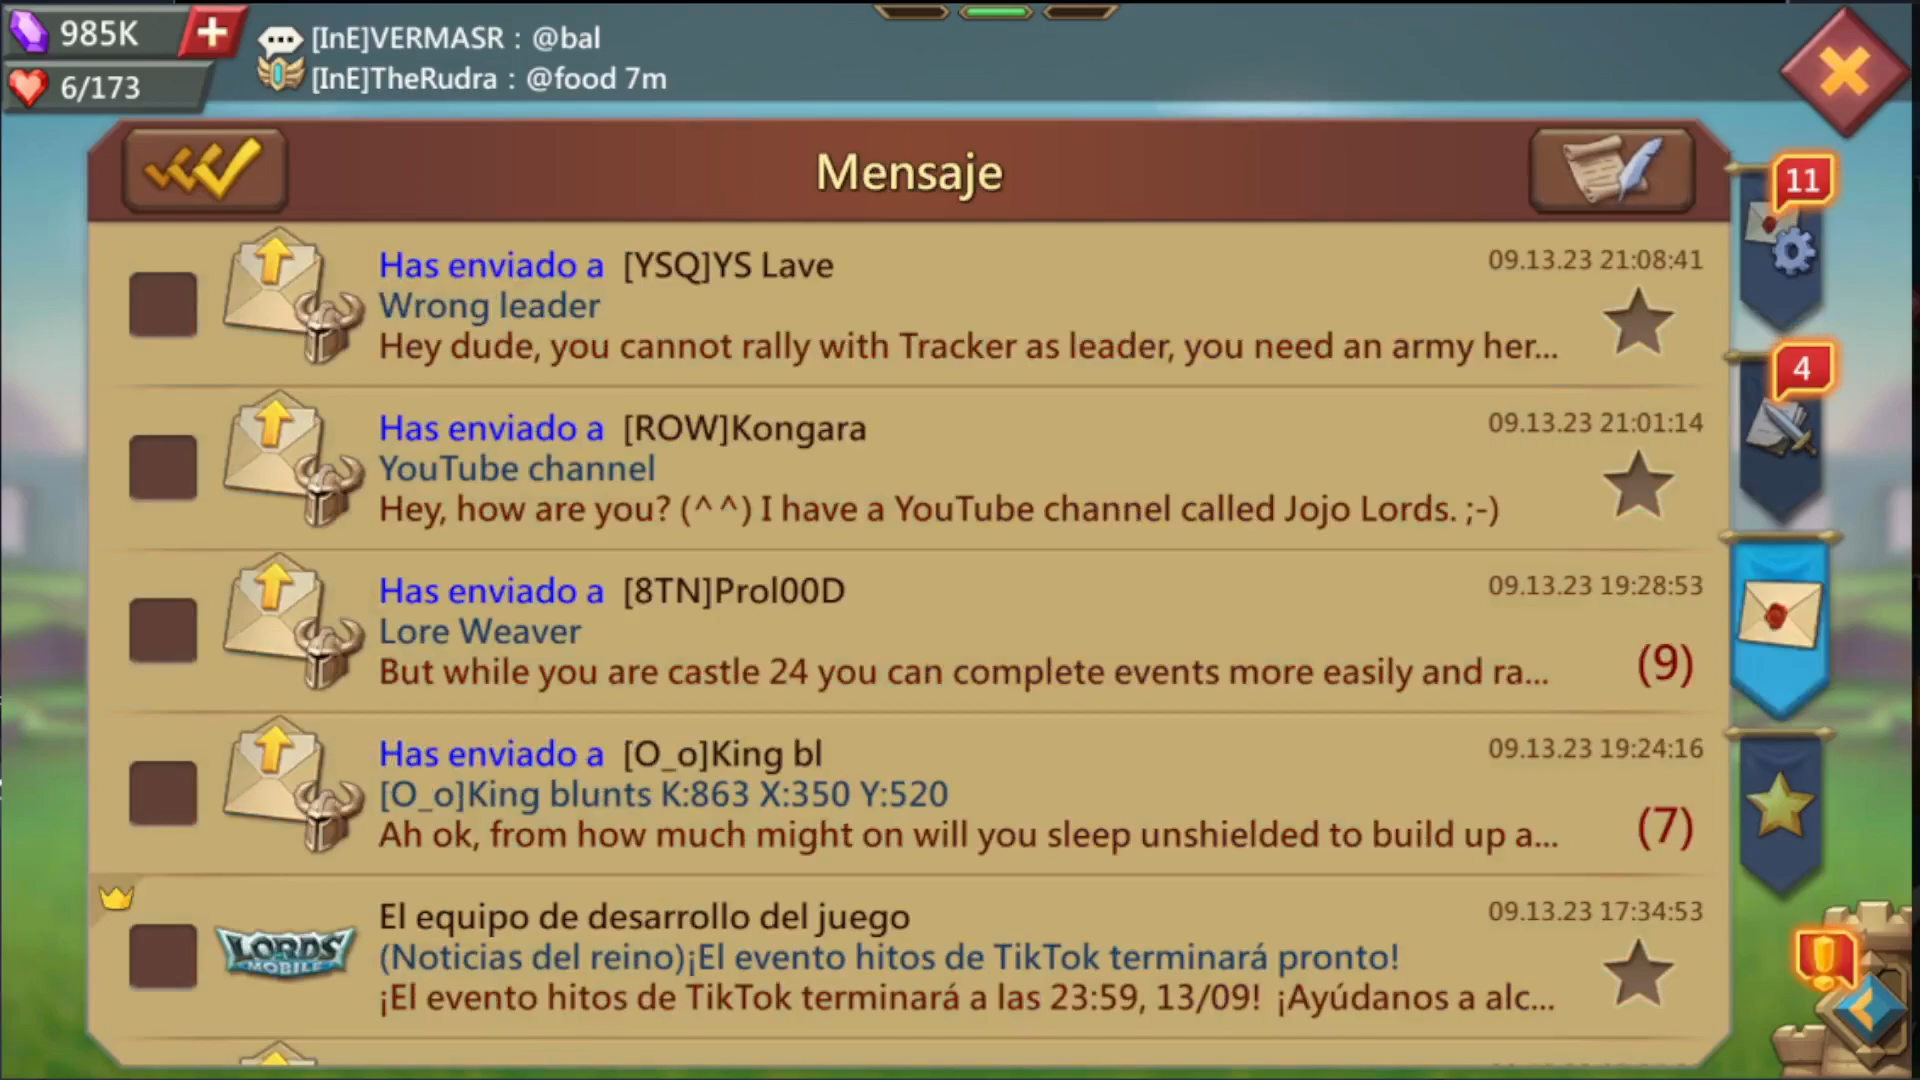 985K
6/173
[InE]VERMASR : @bal
[InE]TheRudra : @food 7m
Mensaje
11
4
Has enviado a [YSQ]YS Lave
09.13.23 21:08:41
Wrong leader
Hey dude, you cannot rally with Tracker as leader, you need an army her...
Has enviado a [ROW]Kongara
09.13.23 21:01:14
YouTube channel
Hey, how are you? (^^) I have a YouTube channel called Jojo Lords. ;-)
Has enviado a [8TN]Prol00D
09.13.23 19:28:53
Lore Weaver
But while you are castle 24 you can complete events more easily and ra...
(9)
Has enviado a [O_o]King bl
09.13.23 19:24:16
[O_o]King blunts K:863 X:350 Y:520
Ah ok, from how much might on will you sleep unshielded to build up a...
(7)
LORDS
MOBILE
El equipo de desarrollo del juego
09.13.23 17:34:53
(Noticias del reino)¡El evento hitos de TikTok terminará pronto!
¡El evento hitos de TikTok terminará a las 23:59, 13/09! ¡Ayúdanos a alc...